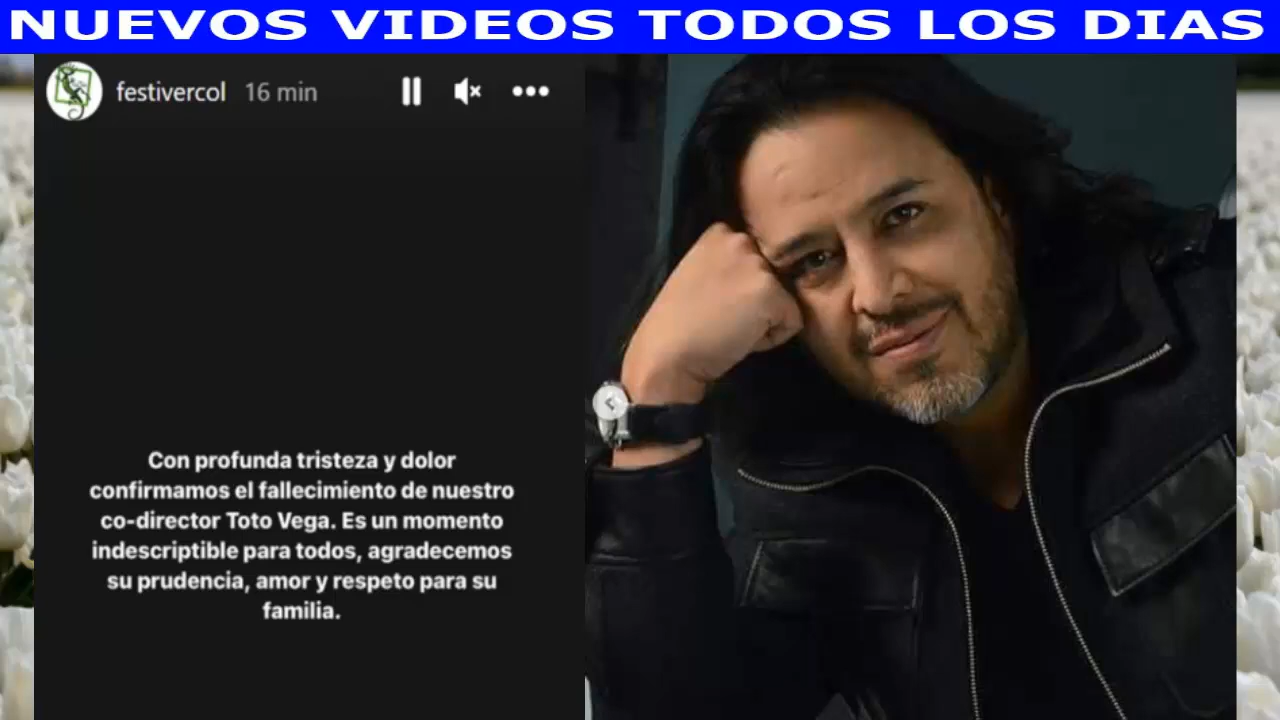 NUEVOS VIDEOS TODOS LOS DIAS
festivercol 16 min
Con profunda tristeza y dolor
confirmamos el fallecimiento de nuestro
co-director Toto Vega. Es un momento
indescriptible para todos, agradecemos
su prudencia, amor y respeto para su
familia.